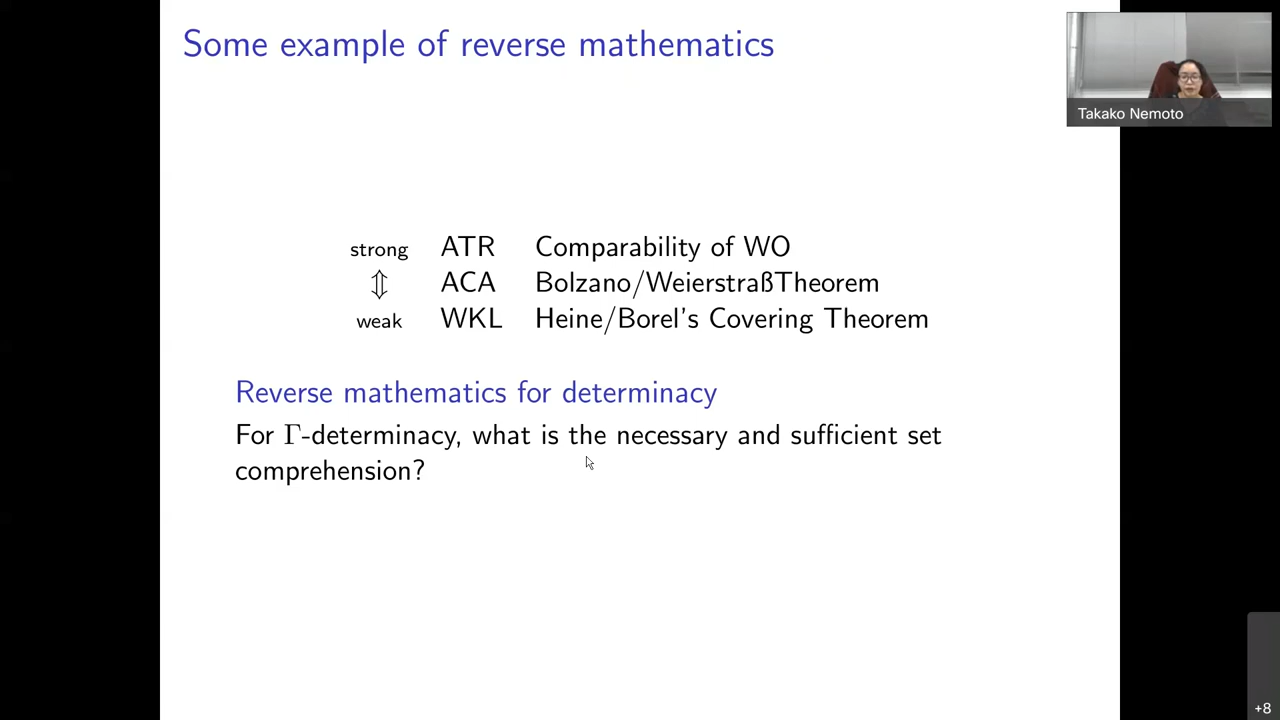 Some example of reverse mathematics
Takako Nemoto
strong ATR Comparability of WO
⇕ ACA Bolzano/WeierstraßTheorem
weak WKL Heine/Borel's Covering Theorem
Reverse mathematics for determinacy
For Γ-determinacy, what is the necessary and sufficient set
comprehension?
+8